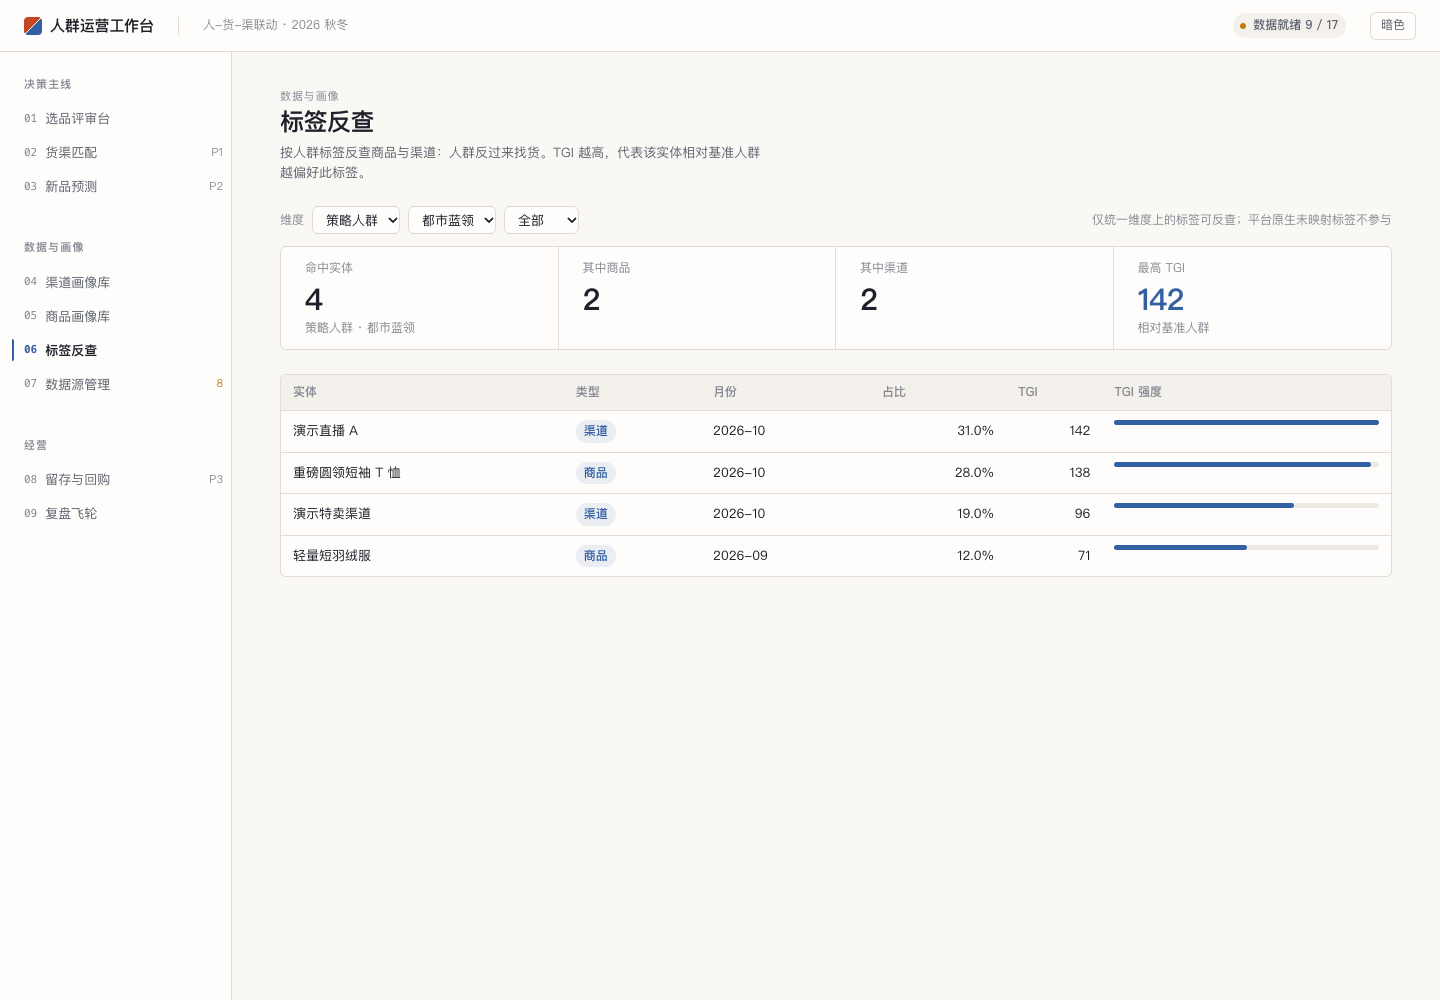 人群运营工作台
人–货–渠联动 · 2026 秋冬
数据就绪 9 / 17
暗色
决策主线
01 选品评审台
02 货渠匹配 P1
03 新品预测 P2
数据与画像
04 渠道画像库
05 商品画像库
06 标签反查
07 数据源管理 8
经营
08 留存与回购 P3
09 复盘飞轮
数据与画像
标签反查
按人群标签反查商品与渠道：人群反过来找货。TGI 越高，代表该实体相对基准人群
越偏好此标签。
维度 策略人群 都市蓝领 全部
仅统一维度上的标签可反查；平台原生未映射标签不参与
命中实体
4
策略人群 · 都市蓝领
其中商品
2
其中渠道
2
最高 TGI
142
相对基准人群
实体 类型 月份 占比 TGI TGI 强度
演示直播 A 渠道 2026–10 31.0% 142
重磅圆领短袖 T 恤 商品 2026–10 28.0% 138
演示特卖渠道 渠道 2026–10 19.0% 96
轻量短羽绒服 商品 2026–09 12.0% 71